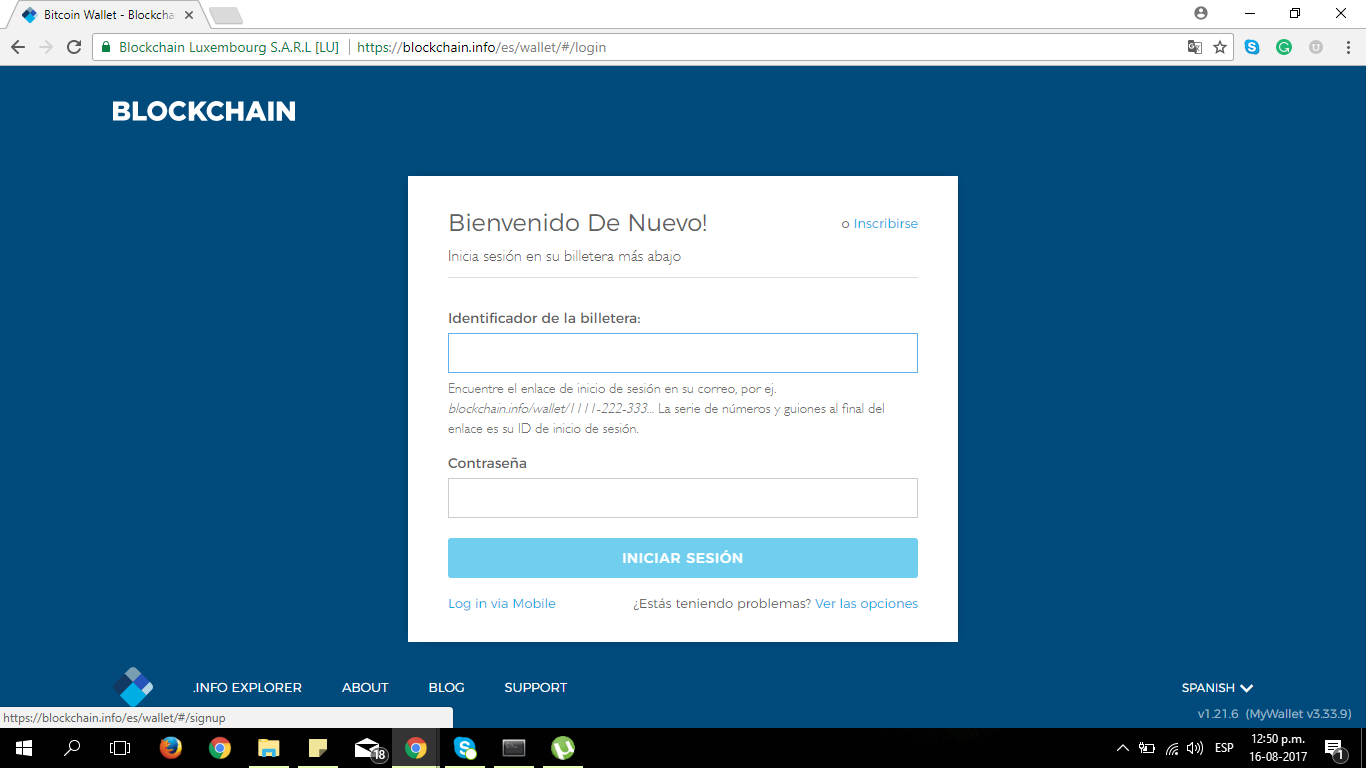 Bitcoin Wallet - Blockcha
Blockchain Luxembourg S.A.R.L [LU] https://blockchain.info/es/wallet/#/login
BLOCKCHAIN
Bienvenido De Nuevo!
o Inscribirse
Inicia sesión en su billetera más abajo
Identificador de la billetera:
Encuentre el enlace de inicio de sesión en su correo, por ej.
blockchain.info/wallet/1111-222-333... La serie de números y guiones al final del
enlace es su ID de inicio de sesión.
Contraseña
INICIAR SESIÓN
Log in via Mobile
¿Estás teniendo problemas? Ver las opciones
.INFO EXPLORER ABOUT BLOG SUPPORT
SPANISH
v1.21.6 (MyWallet v3.33.9)
https://blockchain.info/es/wallet/#/signup
18
ESP
12:50 p.m.
16-08-2017
1